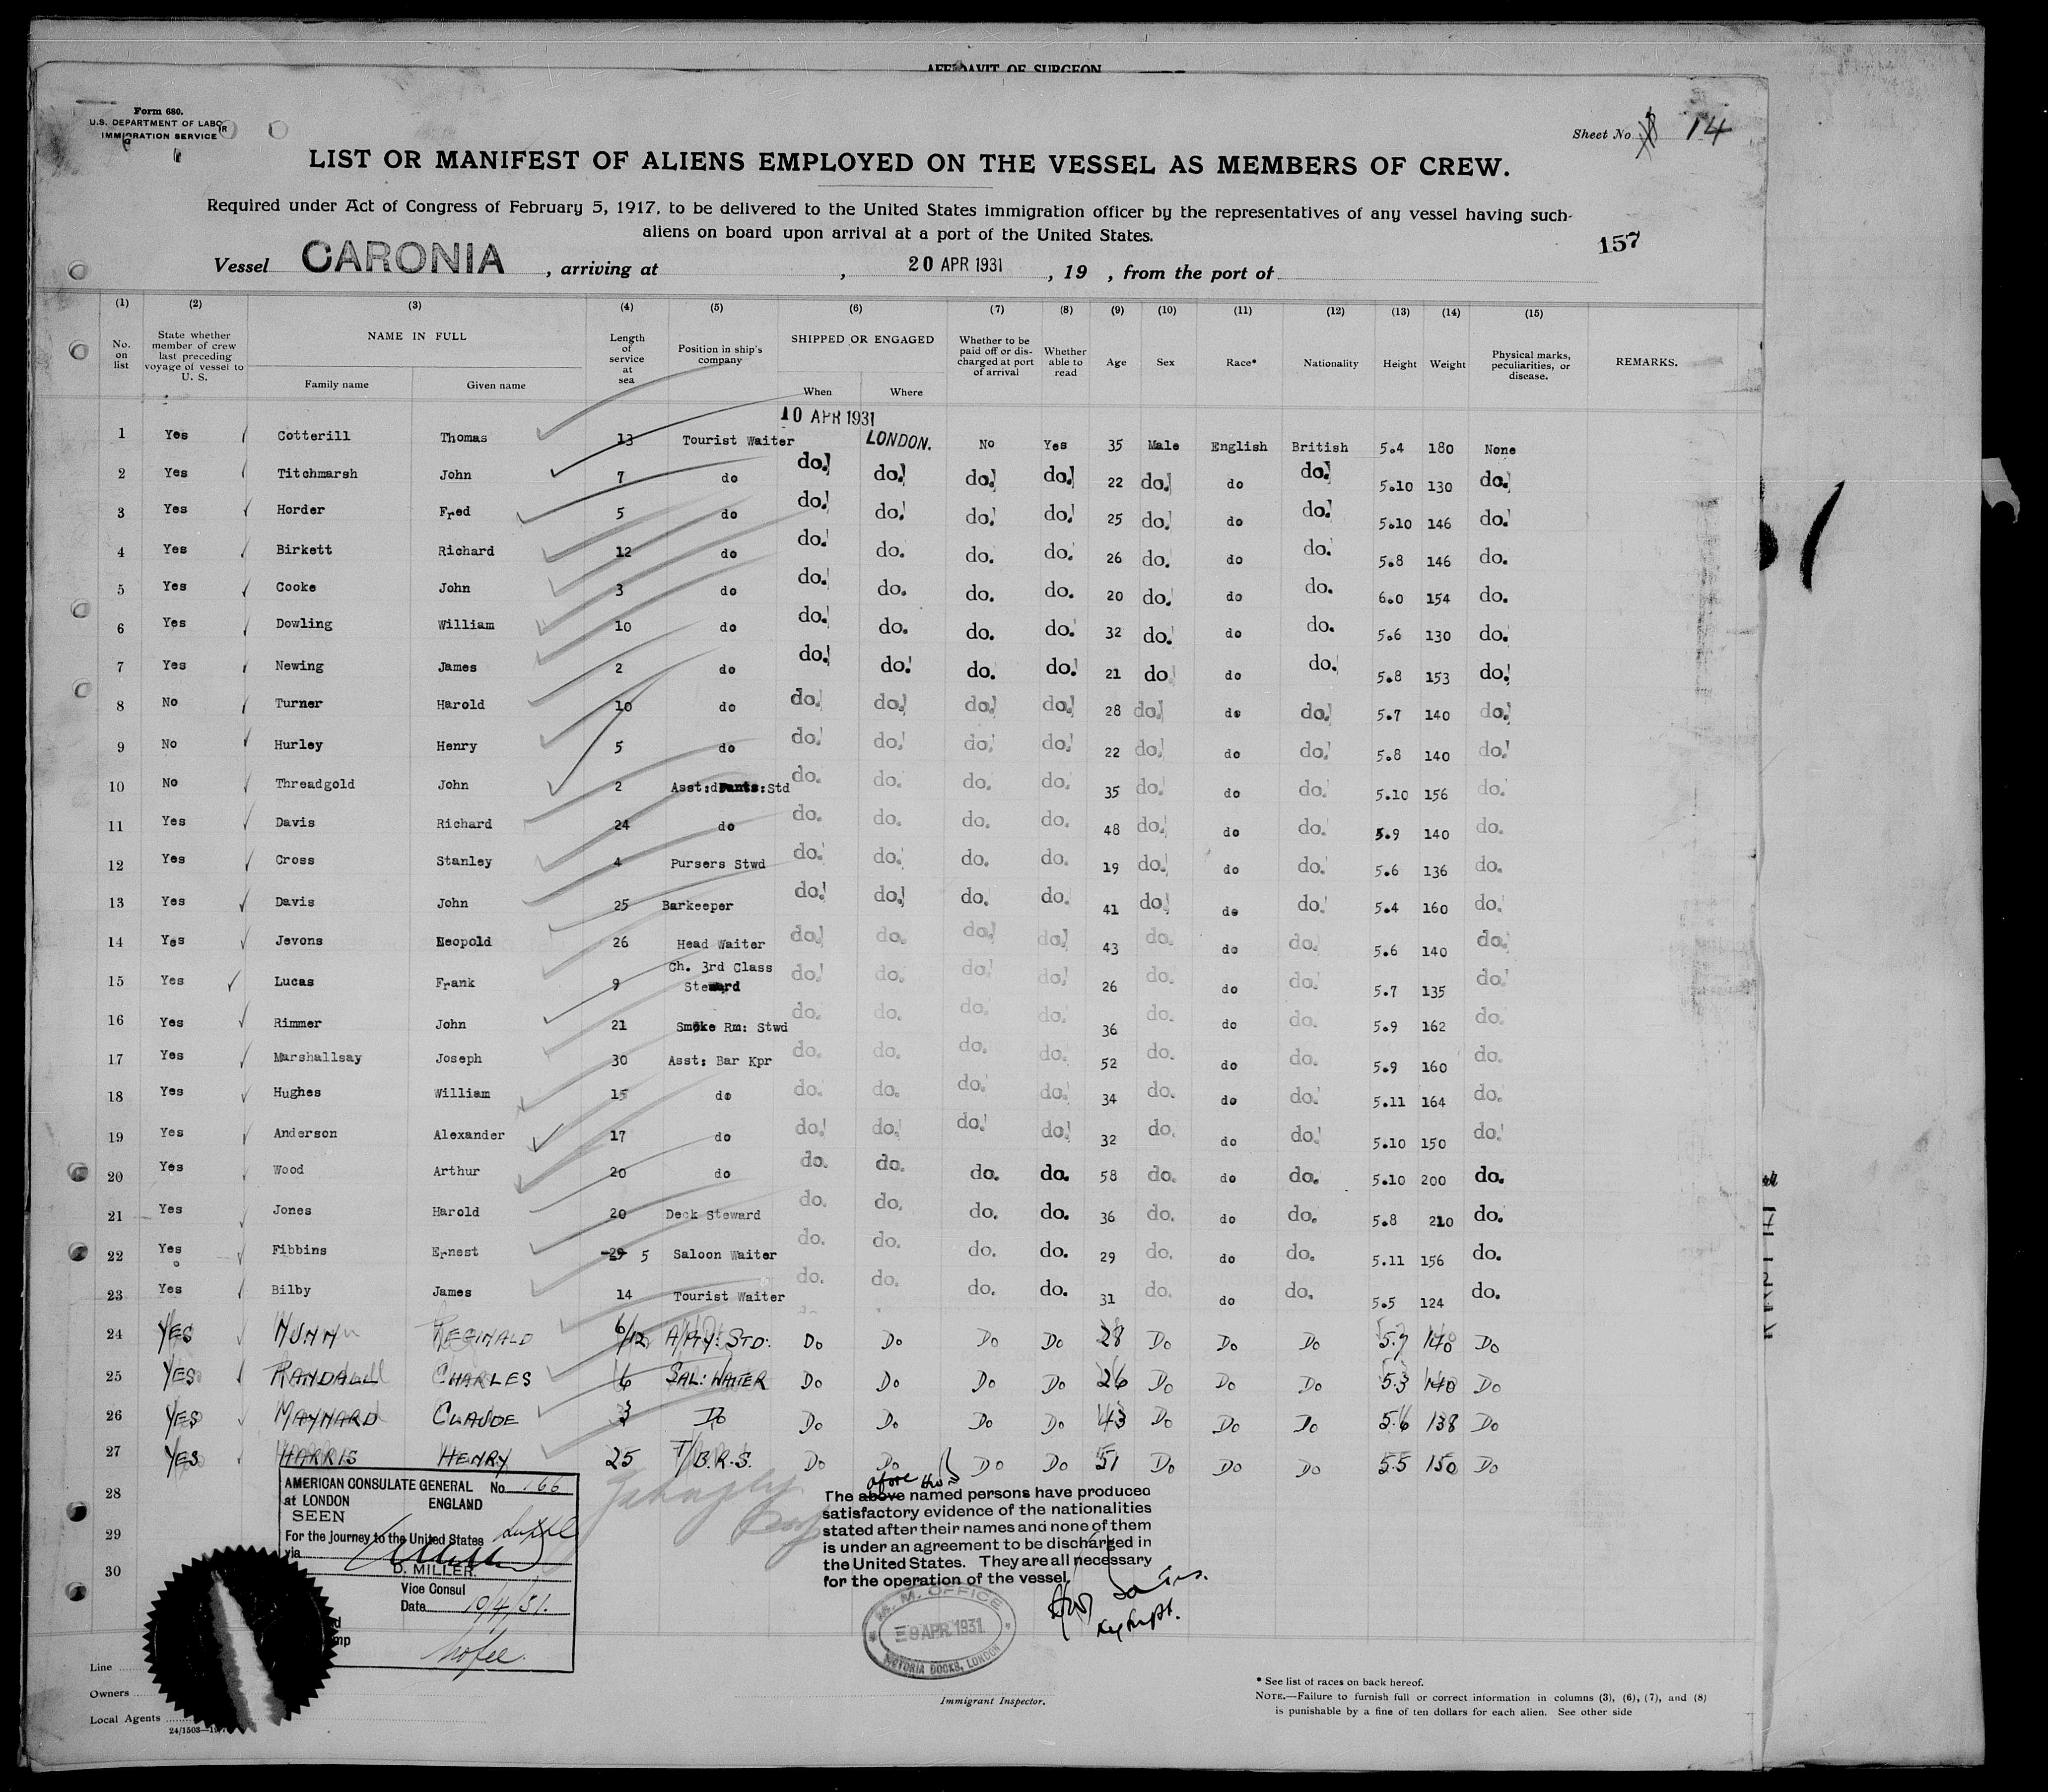 AFFIDAVIT OF SURGEON
Form 680.
U.S. DEPARTMENT OF LABOR
IMMIGRATION SERVICE
Sheet No. 14
LIST OR MANIFEST OF ALIENS EMPLOYED ON THE VESSEL AS MEMBERS OF CREW.
Required under Act of Congress of February 5, 1917, to be delivered to the United States immigration officer by the representatives of any vessel having such-
aliens on board upon arrival at a port of the United States.
157
Vessel CARONIA , arriving at , 20 APR 1931 , 19 , from the port of
(1) (2) (3) (4) (5) (6) (7) (8) (9) (10) (11) (12) (13) (14) (15)
No. on list State whether member of crew last preceding voyage of vessel to U. S. NAME IN FULL Family name Given name Length of service at sea Position in ship's company SHIPPED OR ENGAGED When Where Whether to be paid off or discharged at port of arrival Whether able to read Age Sex Race* Nationality Height Weight Physical marks, peculiarities, or disease. REMARKS.
10 APR 1931
1 Yes Cotterill Thomas 13 Tourist Waiter LONDON. No Yes 35 Male English British 5.4 180 None
2 Yes Titchmarsh John 7 do do. do. do. do. 22 do. do do. 5.10 130 do.
3 Yes Horder Fred 5 do do. do. do. do. 25 do. do do. 5.10 146 do.
4 Yes Birkett Richard 12 do do. do. do. do. 26 do. do do. 5.8 146 do.
5 Yes Cooke John 3 do do. do. do. do. 20 do. do do. 6.0 154 do.
6 Yes Dowling William 10 do do. do. do. do. 32 do. do do. 5.6 130 do.
7 Yes Newing James 2 do do. do. do. do. 21 do do do. 5.8 153 do.
8 No Turner Harold 10 do do. do. do. do. 28 do. do do. 5.7 140 do.
9 No Hurley Henry 5 do do. do. do. do. 22 do. do do. 5.8 140 do.
10 No Threadgold John 2 Asst: Pants: Std do. do. do. do. 35 do. do do. 5.10 156 do.
11 Yes Davis Richard 24 do do. do. do. do. 48 do. do do. 5.9 140 do.
12 Yes Cross Stanley 4 Pursers Stwd do. do. do. do. 19 do. do do. 5.6 136 do.
13 Yes Davis John 25 Barkeeper do. do. do. do. 41 do. do do. 5.4 160 do.
14 Yes Jevons Leopold 26 Head Waiter do. do. do. do. 43 do. do do. 5.6 140 do.
15 Yes Lucas Frank 9 Ch. 3rd Class Steward do. do. do. do. 26 do. do do. 5.7 135 do.
16 Yes Rimmer John 21 Smoke Rm: Stwd do. do. do. do. 36 do. do do. 5.9 162 do.
17 Yes Marshallsay Joseph 30 Asst: Bar Kpr do. do. do. do. 52 do. do do. 5.9 160 do.
18 Yes Hughes William 15 do do. do. do. do. 34 do. do do. 5.11 164 do.
19 Yes Anderson Alexander 17 do do. do. do. do. 32 do. do do. 5.10 150 do.
20 Yes Wood Arthur 20 do do. do. do. do. 58 do. do do. 5.10 200 do.
21 Yes Jones Harold 20 Deck Steward do. do. do. do. 36 do. do do. 5.8 210 do.
22 Yes Fibbins Ernest 29 5 Saloon Waiter do. do. do. do. 29 do. do do. 5.11 156 do.
23 Yes Bilby James 14 Tourist Waiter do. do. do. do. 31 do. do do. 5.5 124 do.
24 YES NUNN REGINALD 6/12 A/Pty: STD: Do Do Do Do 28 Do Do Do 5.7 140 Do
25 YES RANDALL CHARLES 6 SAL: WAITER Do Do Do Do 26 Do Do Do 5.3 140 Do
26 YES MAYNARD CLAUDE 3 Do Do Do Do Do 43 Do Do Do 5.6 138 Do
27 YES HARRIS HENRY 25 T/B.R.S. Do Do Do Do 51 Do Do Do 5.5 150 Do
28
29
30
AMERICAN CONSULATE GENERAL No 166
at LONDON ENGLAND
SEEN
For the journey to the United States
via
D. MILLER.
Vice Consul
Date 10/4/31.
No fee.
afore
The above named persons have produced
satisfactory evidence of the nationalities
stated after their names and none of them
is under an agreement to be discharged in
the United States. They are all necessary
for the operation of the vessel.
M. M. OFFICE
9 APR 1931
VICTORIA DOCKS, LONDON
Line
Owners
Local Agents
24/1503
Immigrant Inspector.
* See list of races on back hereof.
NOTE.—Failure to furnish full or correct information in columns (3), (6), (7), and (8)
is punishable by a fine of ten dollars for each alien. See other side